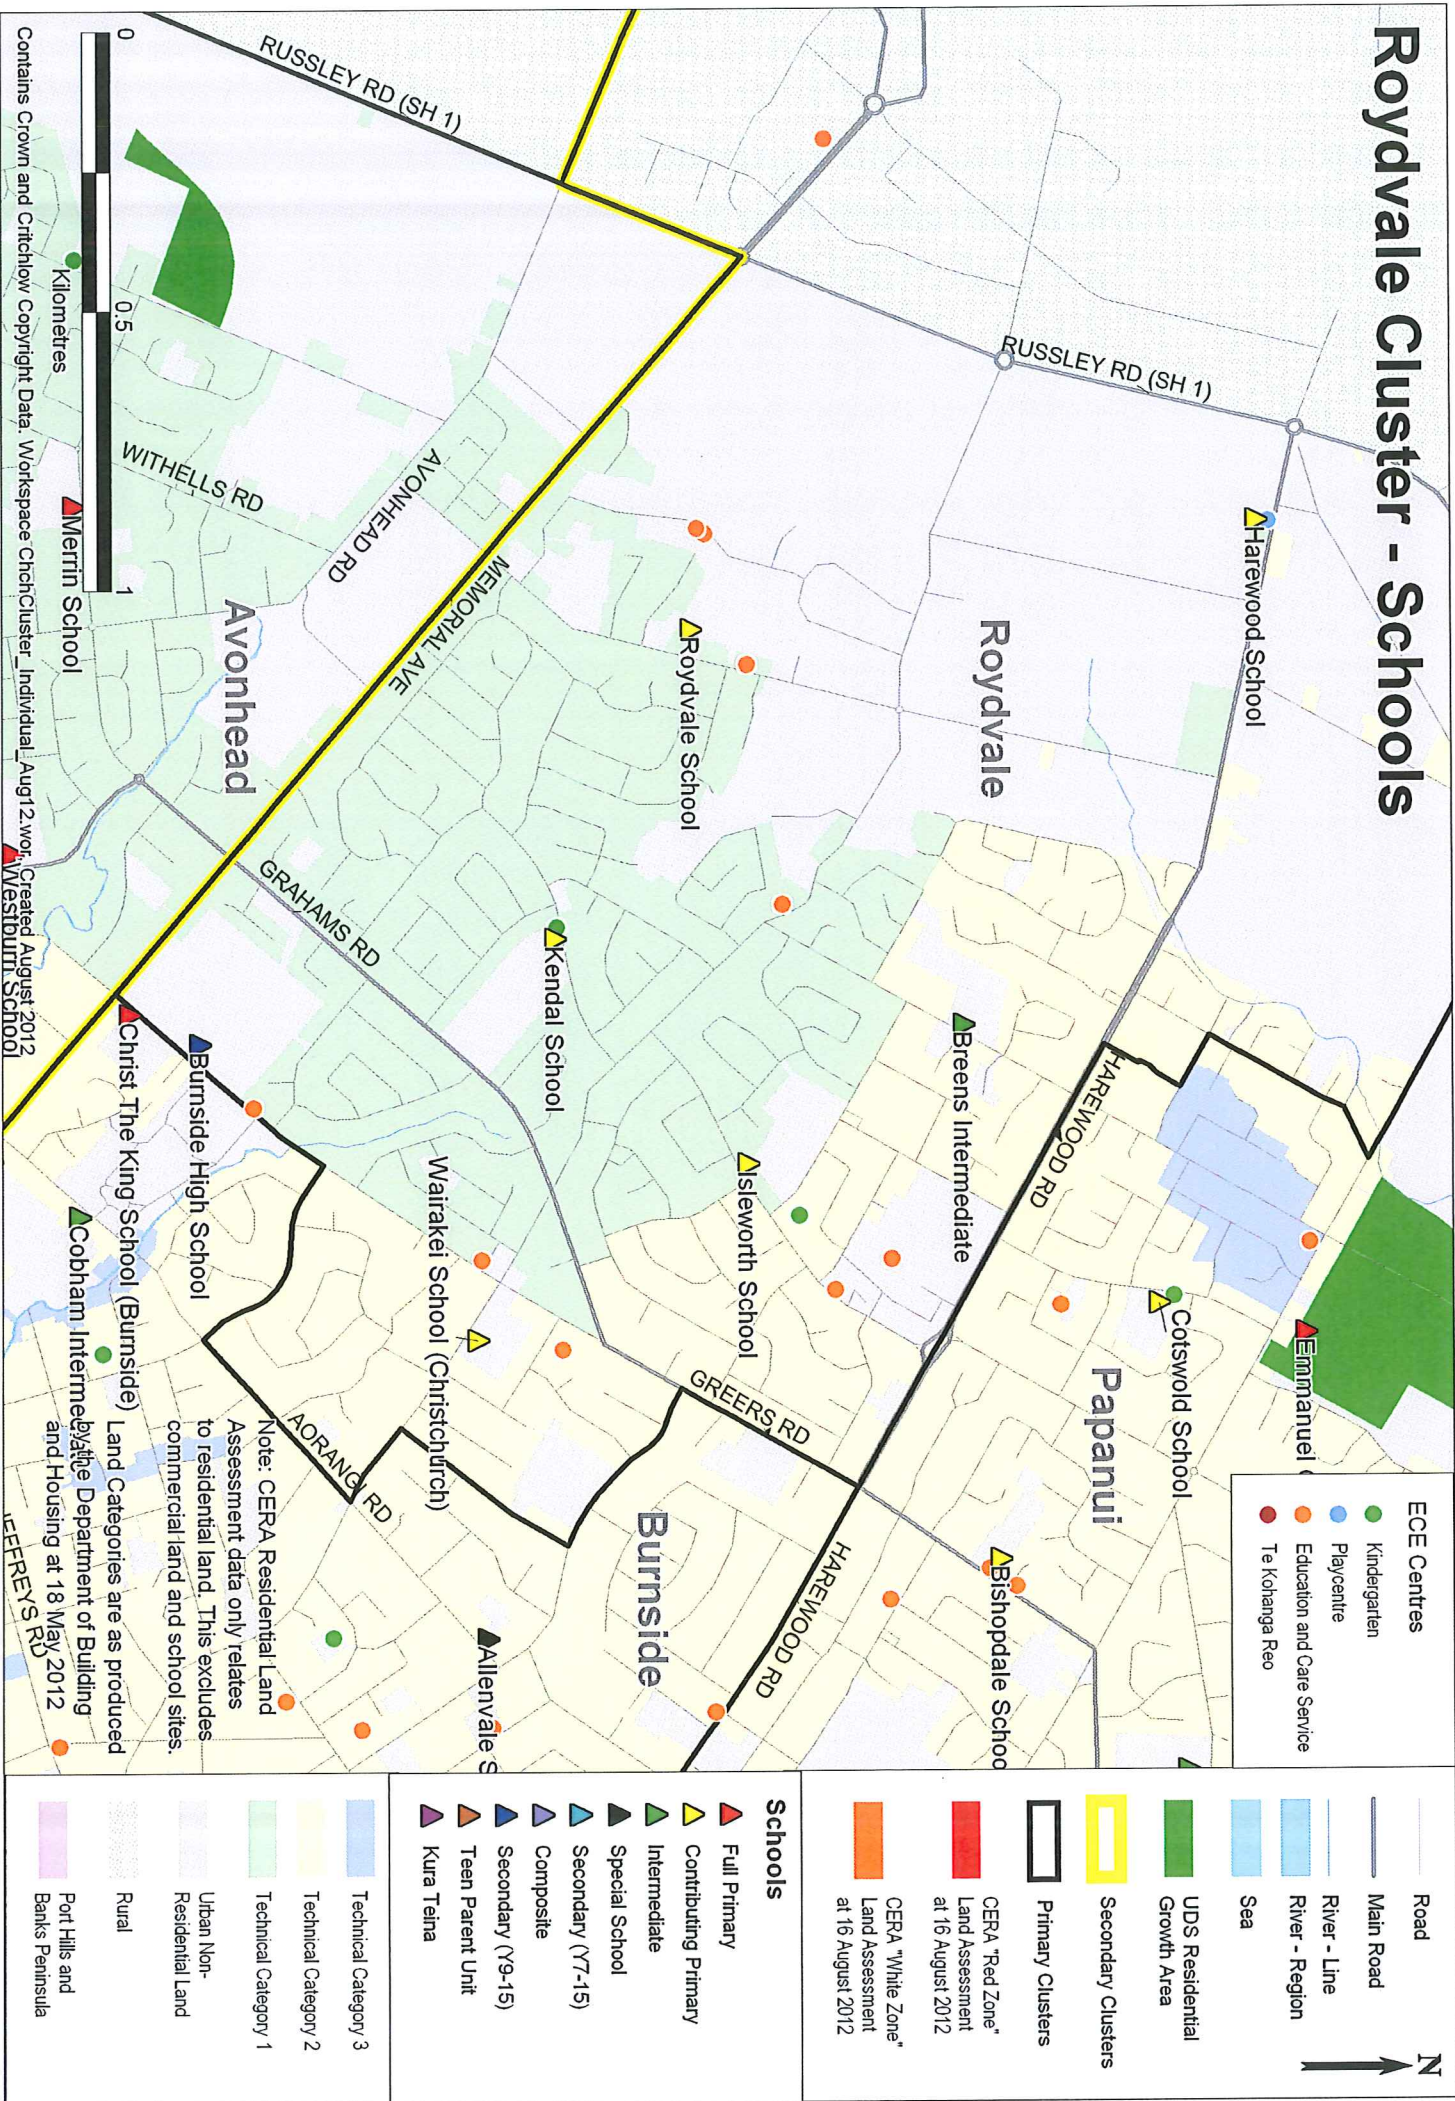 Roydvale Cluster - Schools
RUSSLEY RD (SH 1)
RUSSLEY RD (SH 1)
Harewood School
Roydvale
Roydvale School
HAREWOOD RD
Breens Intermediate
Cotswold School
Papanui
Emmanuel
Bishopdale Schoo
Isleworth School
GREERS RD
HAREWOOD RD
Burnside
Kendal School
Wairakei School (Christchurch)
Allenvale S
MEMORIAL AVE
AVONHEAD RD
WITHELLS RD
Avonhead
GRAHAMS RD
Burnside High School
Christ The King School (Burnside)
Cobham Intermediate
AORANGI RD
JEFFREYS RD
Merrin School
Westburn School
0
0.5
1
Kilometres
Contains Crown and Critchlow Copyright Data. Workspace ChchCluster_Individual_Aug12.wor, Created August 2012
Note: CERA Residential Land
Assessment data only relates
to residential land. This excludes
commercial land and school sites.
Land Categories are as produced
by the Department of Building
and Housing at 18 May 2012
ECE Centres
Kindergarten
Playcentre
Education and Care Service
Te Kohanga Reo
N
Road
Main Road
River - Line
River - Region
Sea
UDS Residential
Growth Area
Secondary Clusters
Primary Clusters
CERA "Red Zone"
Land Assessment
at 16 August 2012
CERA "White Zone"
Land Assessment
at 16 August 2012
Schools
Full Primary
Contributing Primary
Intermediate
Special School
Secondary (Y7-15)
Composite
Secondary (Y9-15)
Teen Parent Unit
Kura Teina
Technical Category 3
Technical Category 2
Technical Category 1
Urban Non-
Residential Land
Rural
Port Hills and
Banks Peninsula